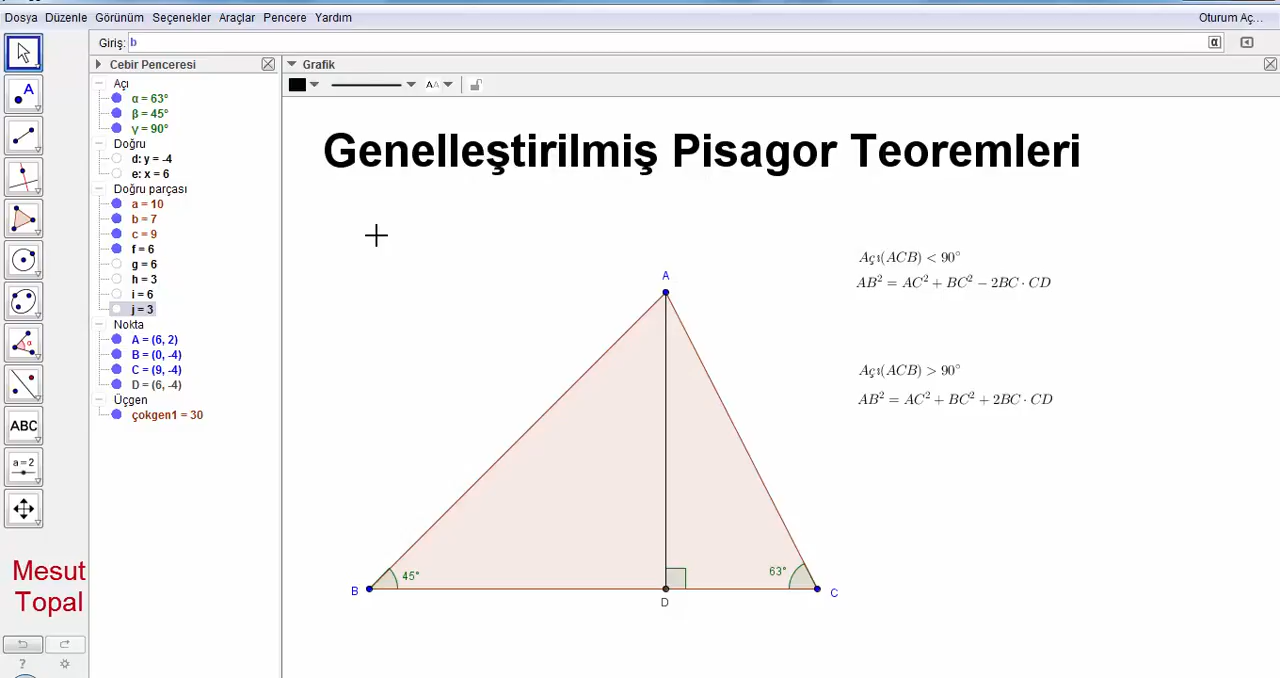 Dosya Düzenle Görünüm Seçenekler Araçlar Pencere Yardım Oturum Aç...
Giriş: b α
Cebir Penceresi
Grafik
Açı
α = 63°
β = 45°
γ = 90°
Doğru
d: y = -4
e: x = 6
Doğru parçası
a = 10
b = 7
c = 9
f = 6
g = 6
h = 3
i = 6
j = 3
Nokta
A = (6, 2)
B = (0, -4)
C = (9, -4)
D = (6, -4)
Üçgen
çokgen1 = 30
A
α
ABC
a = 2
Mesut
Topal
?
AA
Genelleştirilmiş Pisagor Teoremleri
Açı(ACB) < 90°
AB² = AC² + BC² − 2BC · CD
Açı(ACB) > 90°
AB² = AC² + BC² + 2BC · CD
A
45°
63°
B
D
C